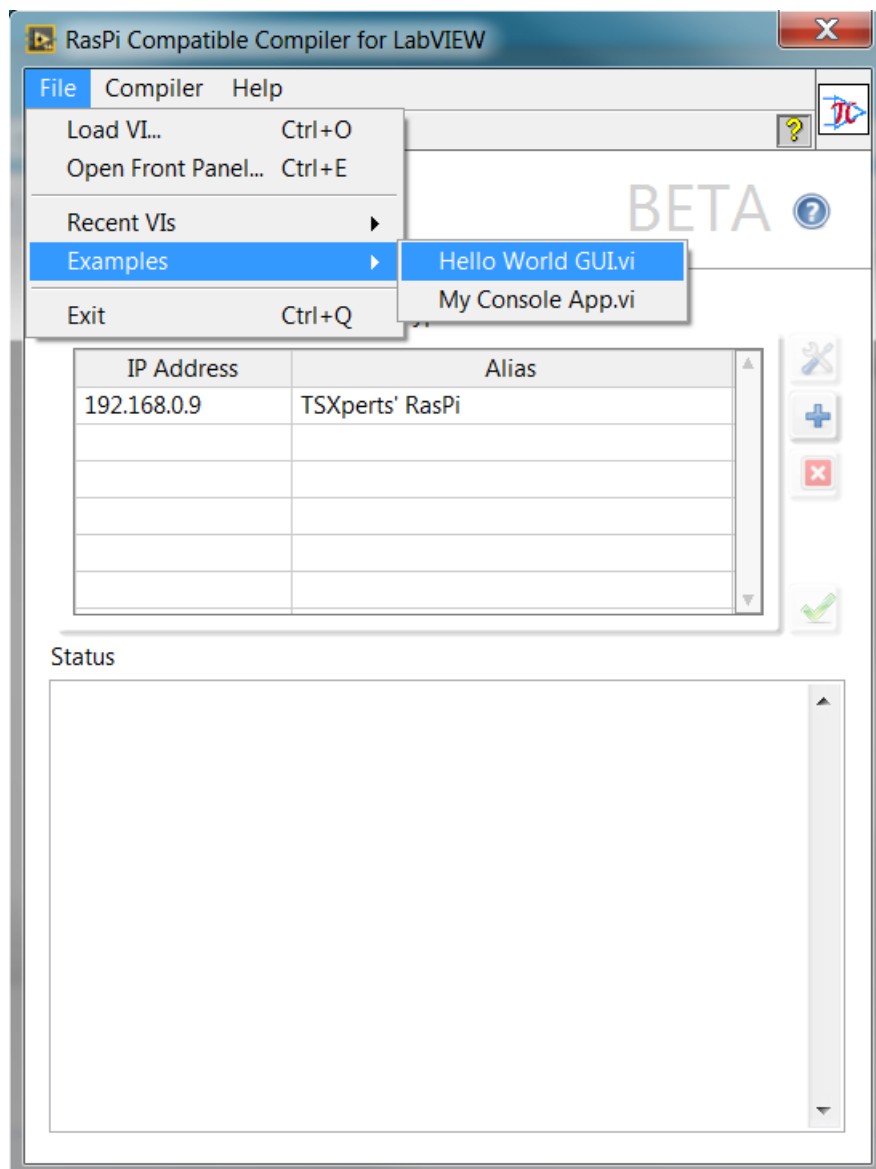 RasPi Compatible Compiler for LabVIEW
File Compiler Help
Load VI... Ctrl+O
Open Front Panel... Ctrl+E
BETA
Recent VIs
Examples
Hello World GUI.vi
My Console App.vi
Exit Ctrl+Q
IP Address Alias
192.168.0.9 TSXperts' RasPi
Status